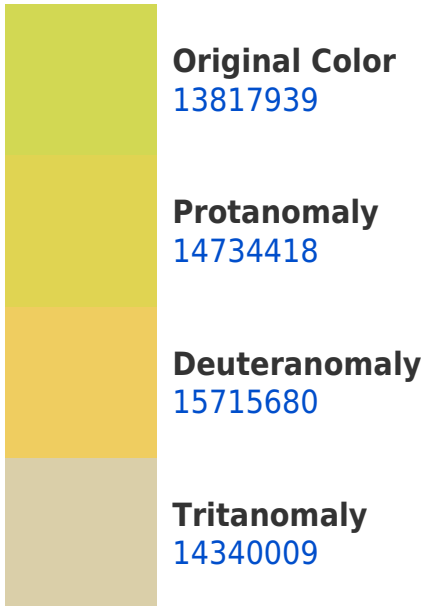 Original Color
13817939
Protanomaly
14734418
Deuteranomaly
15715680
Tritanomaly
14340009